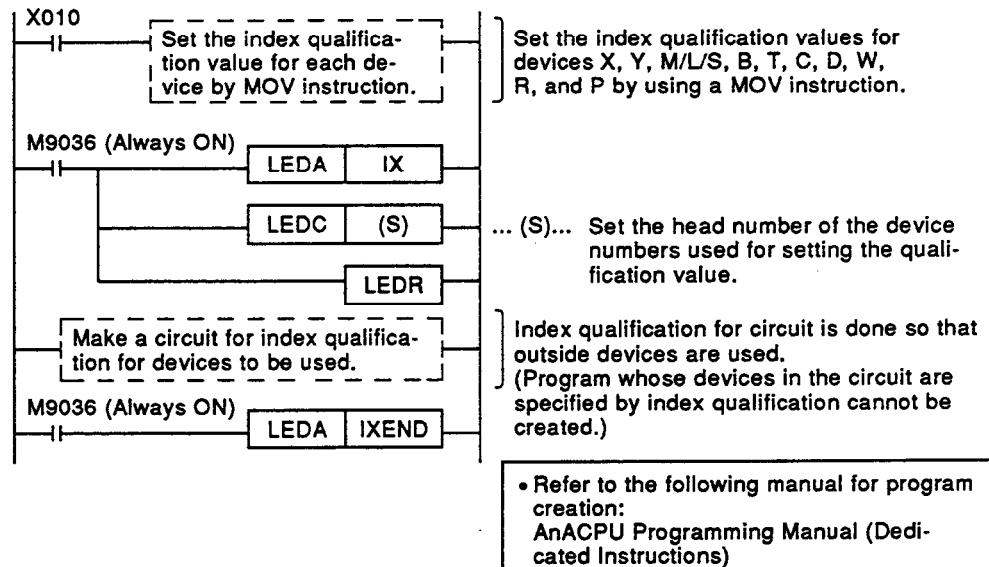 X010
Set the index qualifica-
tion value for each de-
vice by MOV instruction.
Set the index qualification values for
devices X, Y, M/L/S, B, T, C, D, W,
R, and P by using a MOV instruction.
M9036 (Always ON)
LEDA IX
LEDC (S)
... (S)... Set the head number of the device
numbers used for setting the quali-
fication value.
LEDR
Make a circuit for index qualifica-
tion for devices to be used.
Index qualification for circuit is done so that
outside devices are used.
(Program whose devices in the circuit are
specified by index qualification cannot be
created.)
M9036 (Always ON)
LEDA IXEND
• Refer to the following manual for program
creation:
AnACPU Programming Manual (Dedi-
cated Instructions)